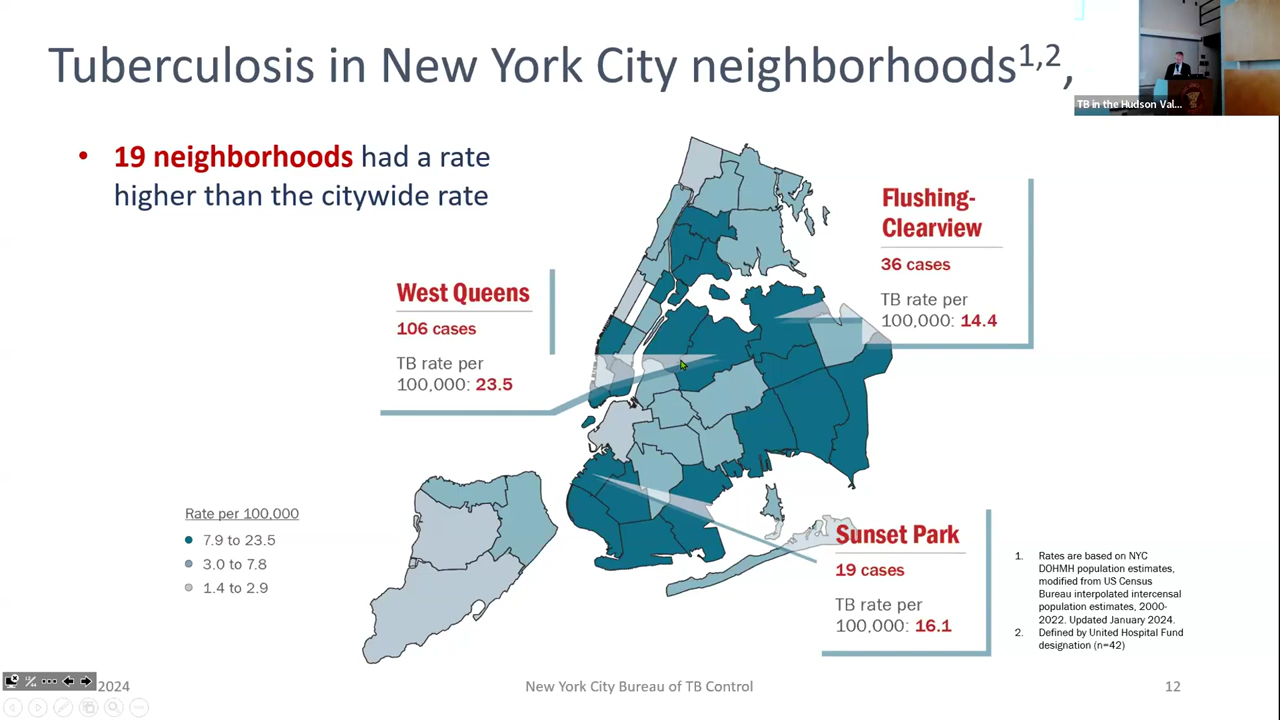 Tuberculosis in New York City neighborhoods1,2,
TB in the Hudson Val...
• 19 neighborhoods had a rate
higher than the citywide rate
Flushing-
Clearview
36 cases
TB rate per
100,000: 14.4
West Queens
106 cases
TB rate per
100,000: 23.5
Sunset Park
19 cases
TB rate per
100,000: 16.1
Rate per 100,000
7.9 to 23.5
3.0 to 7.8
1.4 to 2.9
1. Rates are based on NYC
DOHMH population estimates,
modified from US Census
Bureau interpolated intercensal
population estimates, 2000-
2022. Updated January 2024.
2. Defined by United Hospital Fund
designation (n=42)
2024
New York City Bureau of TB Control
12